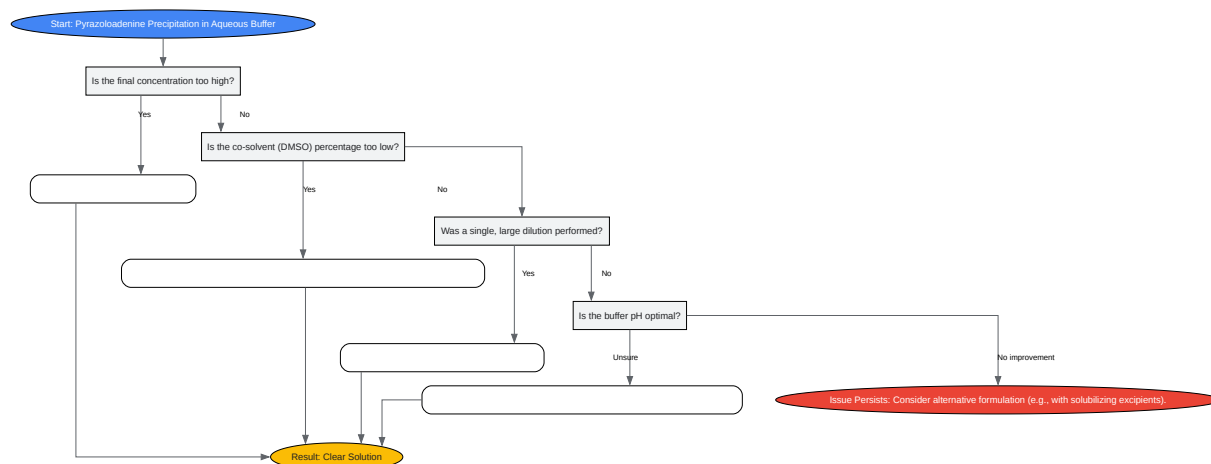 Start: Pyrazoloadenine Precipitation in Aqueous Buffer
Is the final concentration too high?
Yes
No
Is the co-solvent (DMSO) percentage too low?
Yes
No
Was a single, large dilution performed?
Yes
No
Is the buffer pH optimal?
Unsure
No improvement
Issue Persists: Consider alternative formulation (e.g., with solubilizing excipients).
Result: Clear Solution